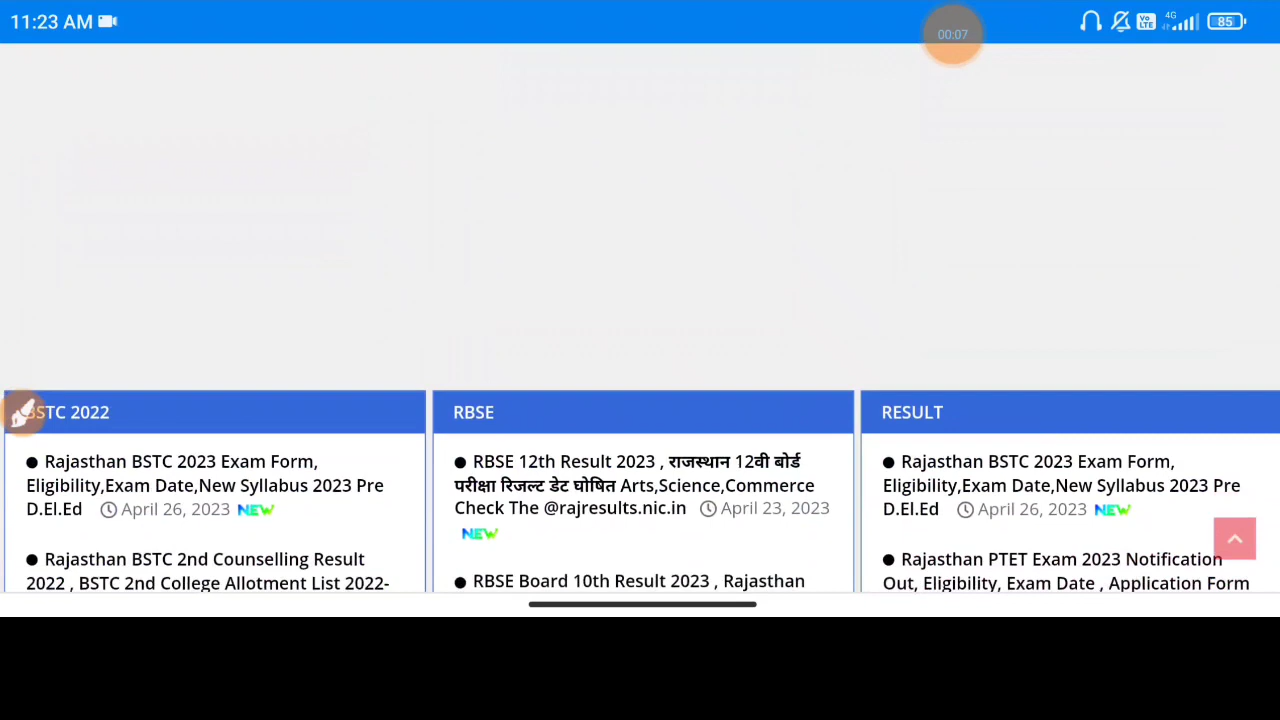 11:23 AM
Vo LTE
4G
85
00:07
BSTC 2022
● Rajasthan BSTC 2023 Exam Form,
Eligibility,Exam Date,New Syllabus 2023 Pre
D.El.Ed April 26, 2023 NEW
● Rajasthan BSTC 2nd Counselling Result
2022 , BSTC 2nd College Allotment List 2022-
RBSE
● RBSE 12th Result 2023 , राजस्थान 12वी बोर्ड
परीक्षा रिजल्ट डेट घोषित Arts,Science,Commerce
Check The @rajresults.nic.in April 23, 2023
NEW
● RBSE Board 10th Result 2023 , Rajasthan
RESULT
● Rajasthan BSTC 2023 Exam Form,
Eligibility,Exam Date,New Syllabus 2023 Pre
D.El.Ed April 26, 2023 NEW
● Rajasthan PTET Exam 2023 Notification
Out, Eligibility, Exam Date , Application Form